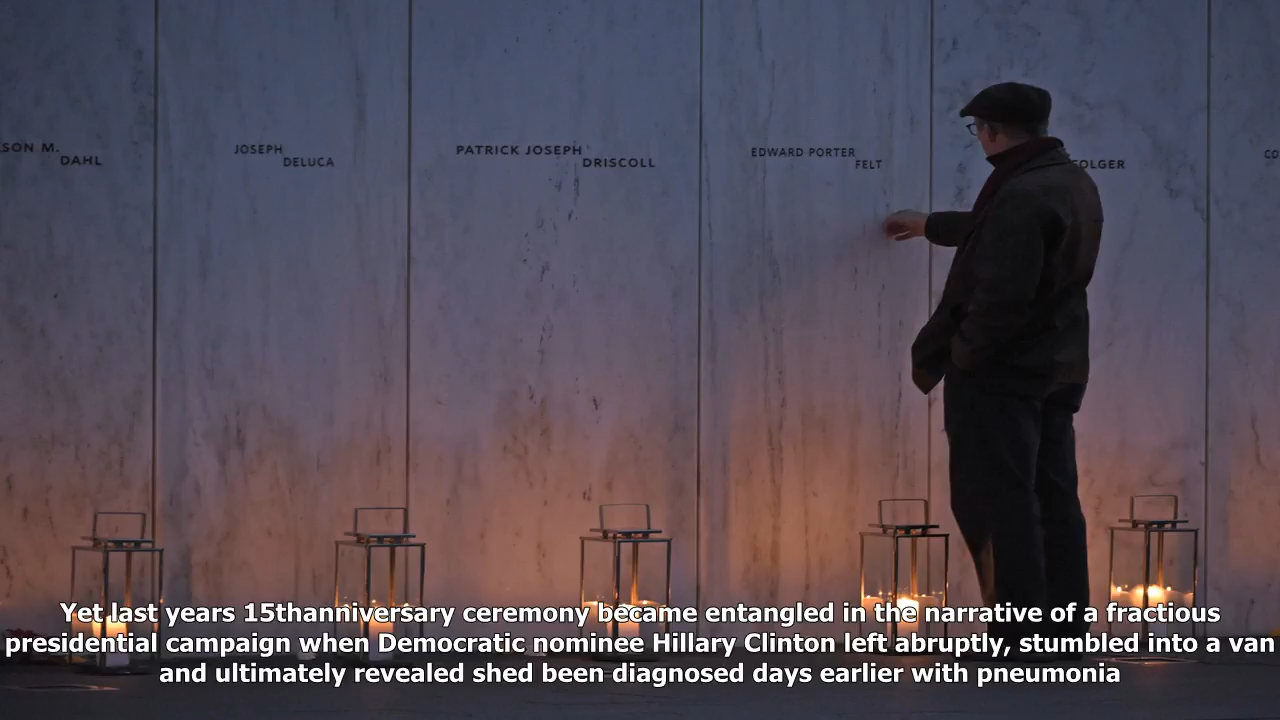 SON M.
DAHL
JOSEPH
DELUCA
PATRICK JOSEPH
DRISCOLL
EDWARD PORTER
FELT
COLGER
CO
Yet last years 15thanniversary ceremony became entangled in the narrative of a fractious
presidential campaign when Democratic nominee Hillary Clinton left abruptly, stumbled into a van
and ultimately revealed shed been diagnosed days earlier with pneumonia